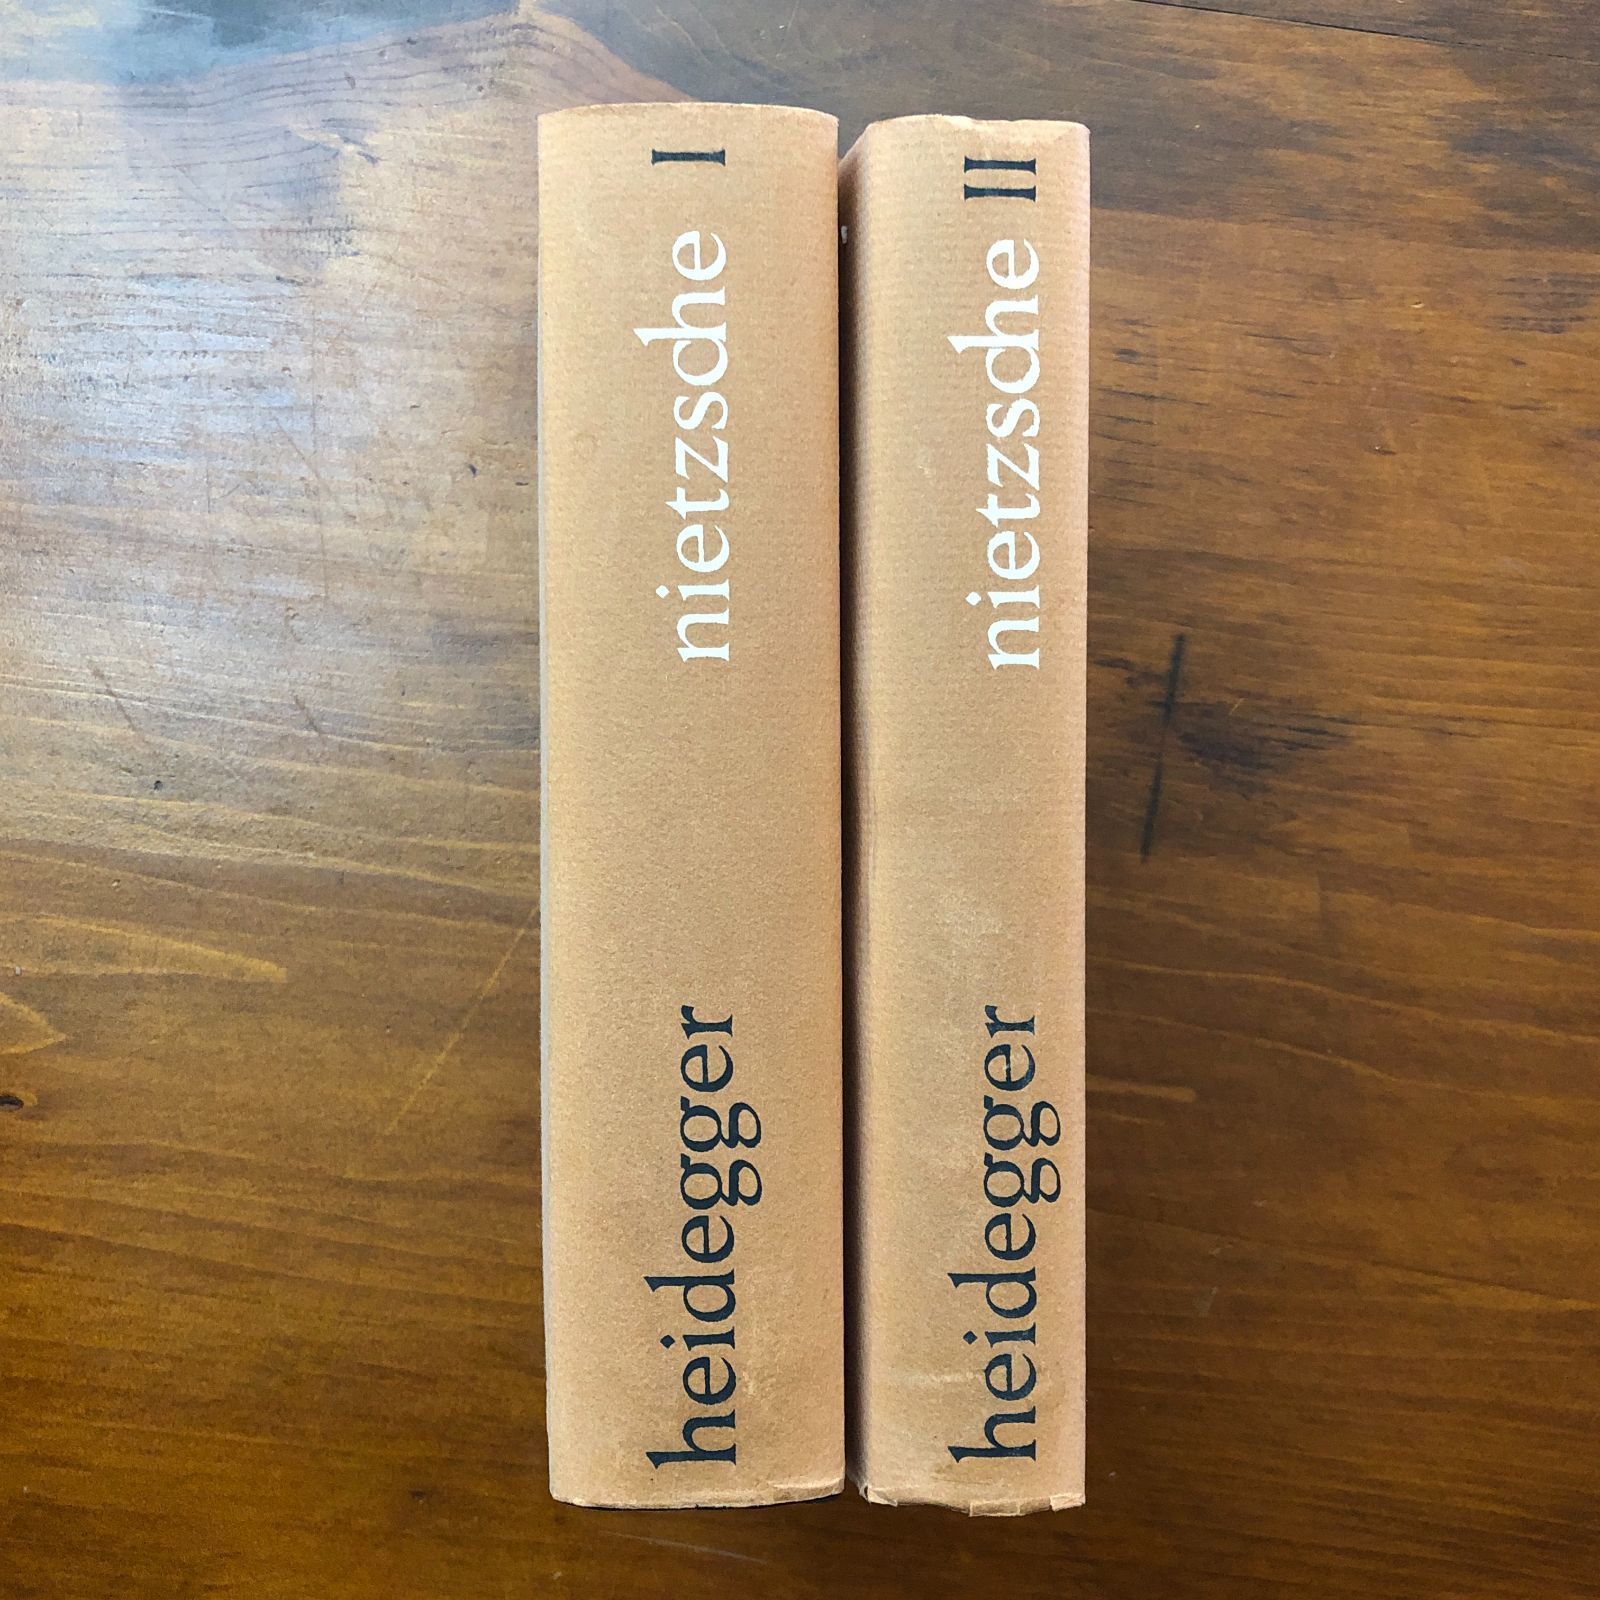 heidegger nietzsche I
heidegger nietzsche II